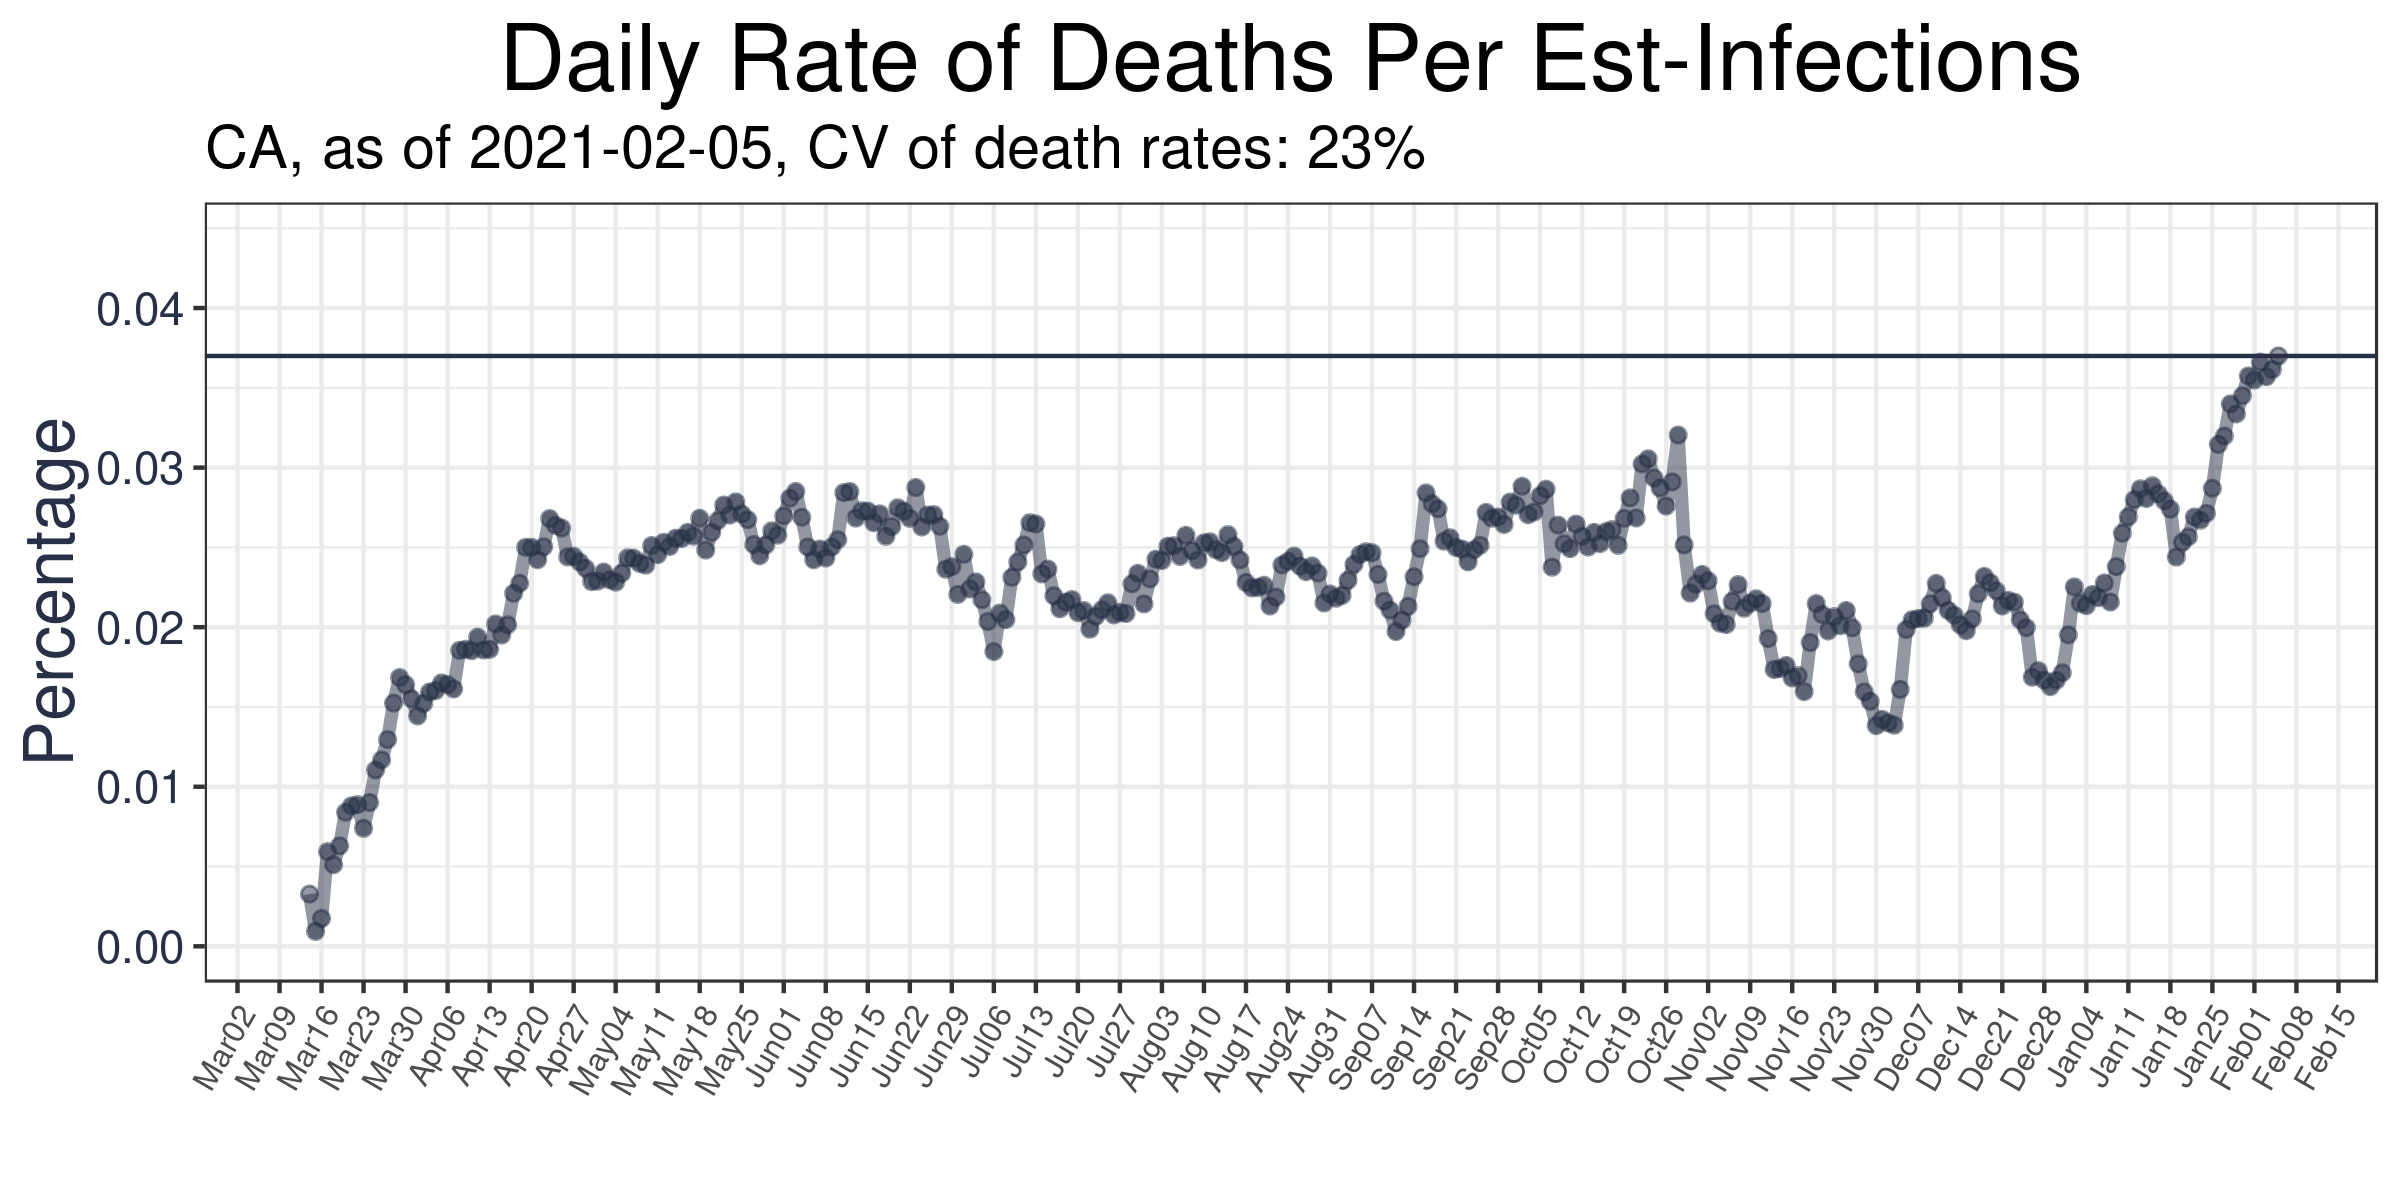 Daily Rate of Deaths Per Est-Infections
CA, as of 2021-02-05, CV of death rates: 23%
Percentage
0.04
0.03
0.02
0.01
0.00
Mar02
Mar09
Mar16
Mar23
Mar30
Apr06
Apr13
Apr20
Apr27
May04
May11
May18
May25
Jun01
Jun08
Jun15
Jun22
Jun29
Jul06
Jul13
Jul20
Jul27
Aug03
Aug10
Aug17
Aug24
Aug31
Sep07
Sep14
Sep21
Sep28
Oct05
Oct12
Oct19
Oct26
Nov02
Nov09
Nov16
Nov23
Nov30
Dec07
Dec14
Dec21
Dec28
Jan04
Jan11
Jan18
Jan25
Feb01
Feb08
Feb15